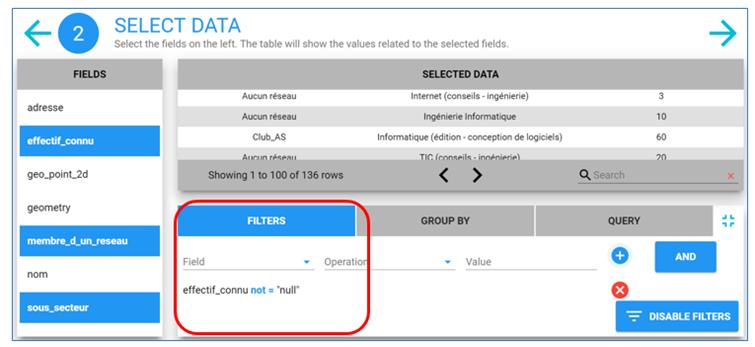 2
SELECT DATA
Select the fields on the left. The table will show the values related to the selected fields.
FIELDS
adresse
effectif_connu
geo_point_2d
geometry
membre_d_un_reseau
nom
sous_secteur
SELECTED DATA
Aucun réseau Internet (conseils - ingénierie) 3
Aucun réseau Ingénierie Informatique 10
Club_AS Informatique (édition - conception de logiciels) 60
Aucun réseau TIC (conseils - ingénierie) 20
Showing 1 to 100 of 136 rows
Search
FILTERS GROUP BY QUERY
Field Operation Value
AND
effectif_connu not = "null"
DISABLE FILTERS